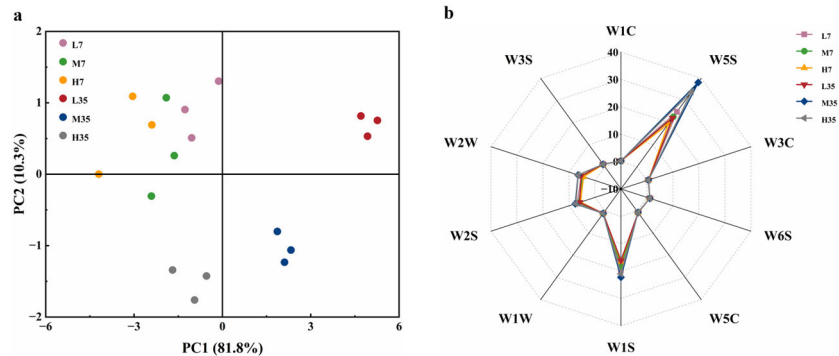 a
L7
M7
H7
L35
M35
H35
2
1
0
−1
−2
−6
−3
0
3
6
PC2 (10.3%)
PC1 (81.8%)
b
W1C
W5S
W3C
W6S
W5C
W1S
W1W
W2S
W2W
W3S
40
30
20
10
0
−10
L7
M7
H7
L35
M35
H35